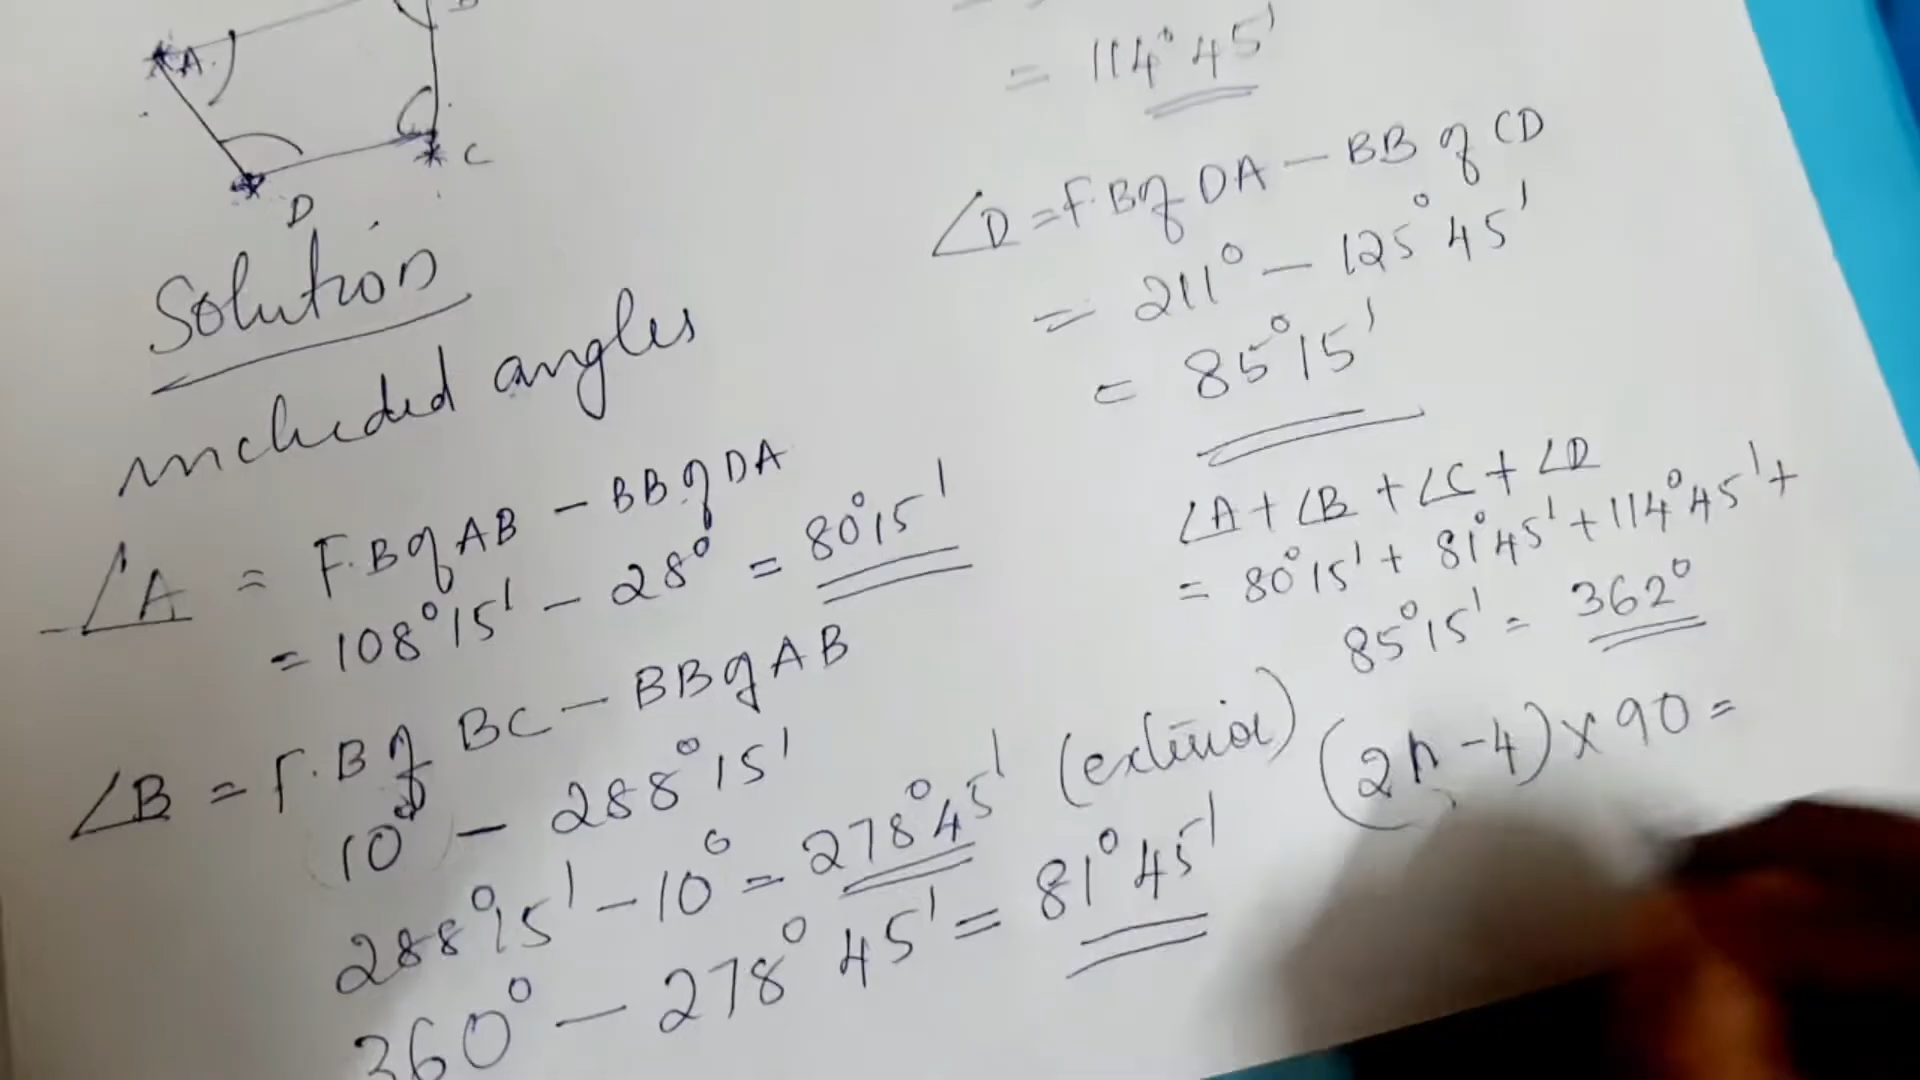 A
C
D
Solution
included angles
∠A = F.B of AB - BB of DA
= 108°15' - 28° = 80°15'
∠B = F.B of BC - BB of AB
10° - 288°15'
288°15' - 10° = 278°45' (exterior)
360° - 278°45' = 81°45'
= 114°45'
∠D = F.B of DA - BB of CD
= 211° - 125°45'
= 85°15'
∠A + ∠B + ∠C + ∠D
= 80°15' + 81°45' + 114°45' +
85°15' = 362°
(2n-4) × 90 =